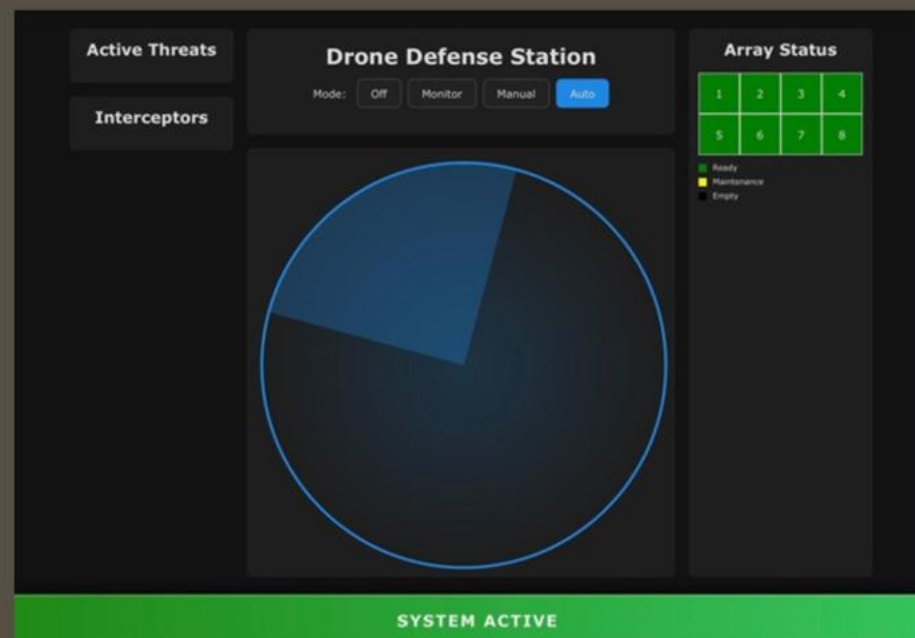 Active Threats
Interceptors
Drone Defense Station
Mode: Off Monitor Manual Auto
Array Status
1 2 3 4
5 6 7 8
Ready
Maintenance
Empty
SYSTEM ACTIVE